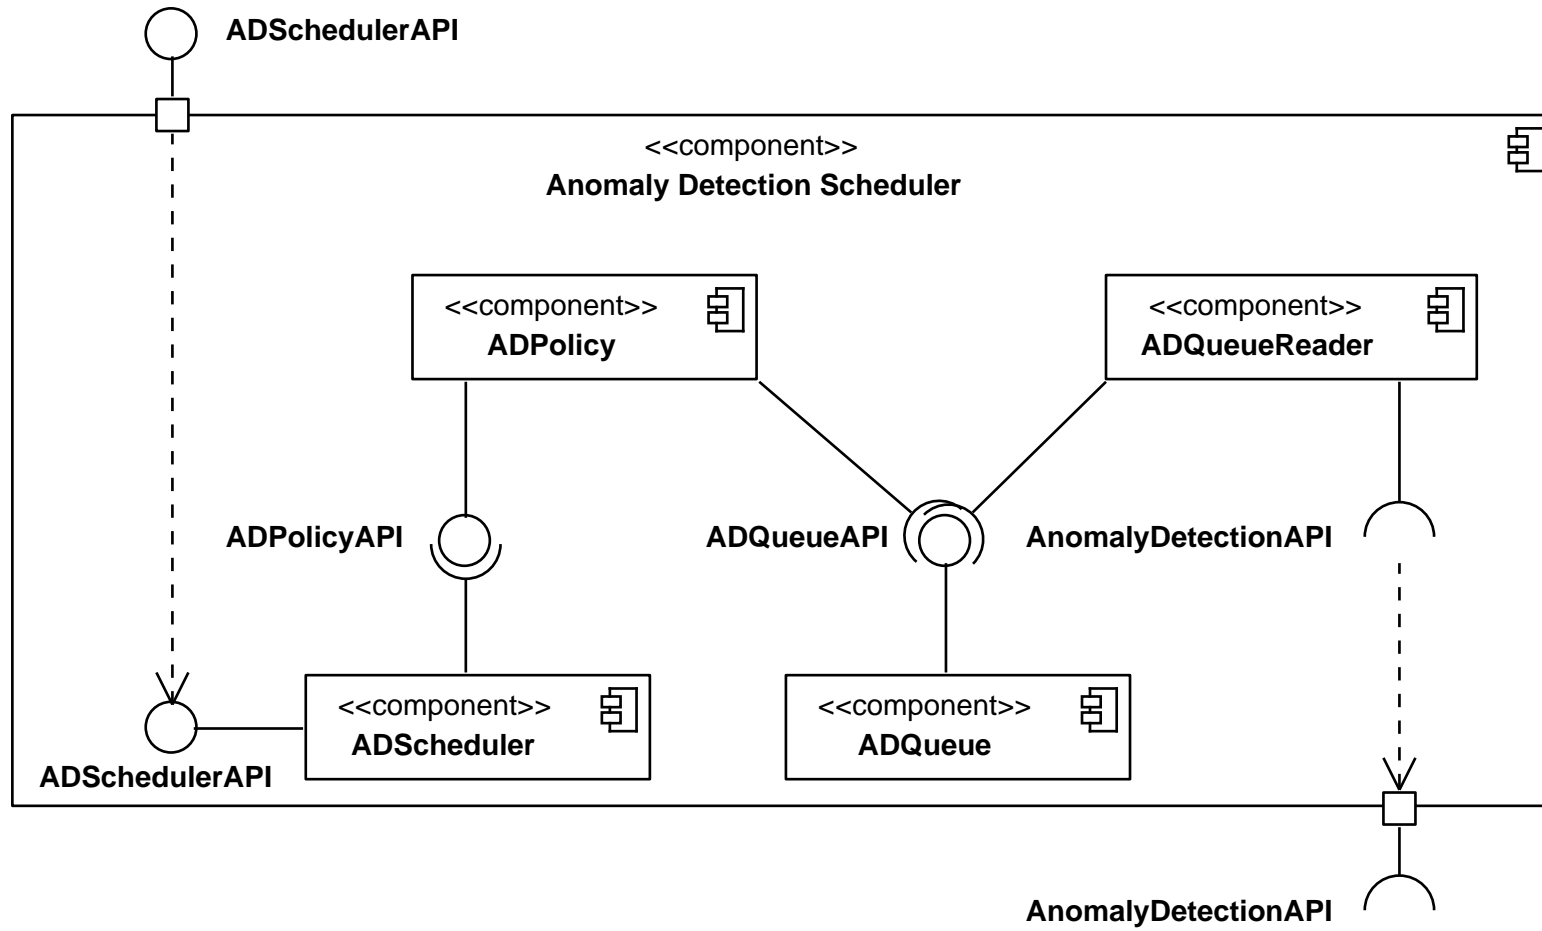 ADSchedulerAPI
<<component>>
Anomaly Detection Scheduler
<<component>>
ADPolicy
<<component>>
ADQueueReader
ADPolicyAPI
ADQueueAPI
AnomalyDetectionAPI
<<component>>
ADScheduler
<<component>>
ADQueue
ADSchedulerAPI
AnomalyDetectionAPI